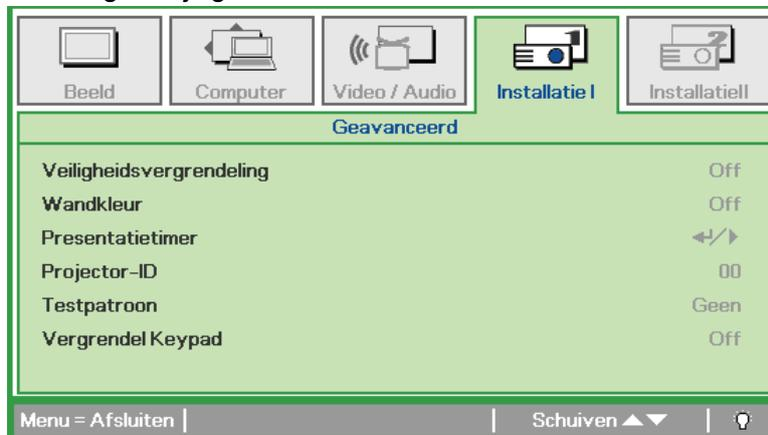 Beeld Computer Video / Audio Installatie I InstallatieII
Geavanceerd
Veiligheidsvergrendeling Off
Wandkleur Off
Presentatietimer
Projector-ID 00
Testpatroon Geen
Vergrendel Keypad Off
Menu = Afsluiten Schuiven